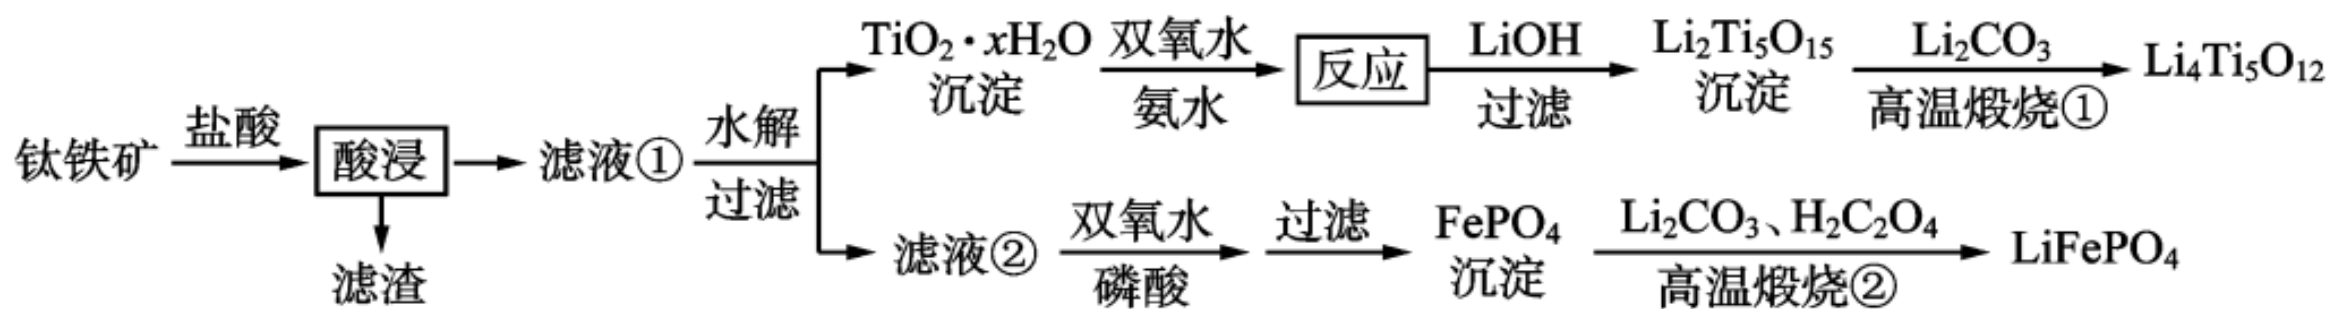 钛铁矿
盐酸
酸浸
滤渣
滤液①
水解
过滤
TiO₂·xH₂O
沉淀
双氧水
氨水
反应
LiOH
过滤
Li₂Ti₅O₁₅
沉淀
Li₂CO₃
高温煅烧①
Li₄Ti₅O₁₂
滤液②
双氧水
磷酸
过滤
FePO₄
沉淀
Li₂CO₃、H₂C₂O₄
高温煅烧②
LiFePO₄